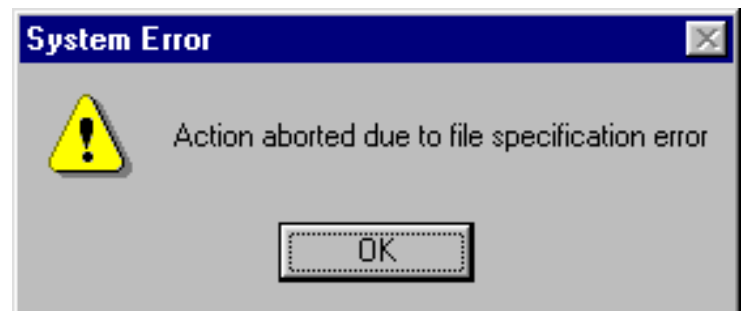 System Error
Action aborted due to file specification error
OK